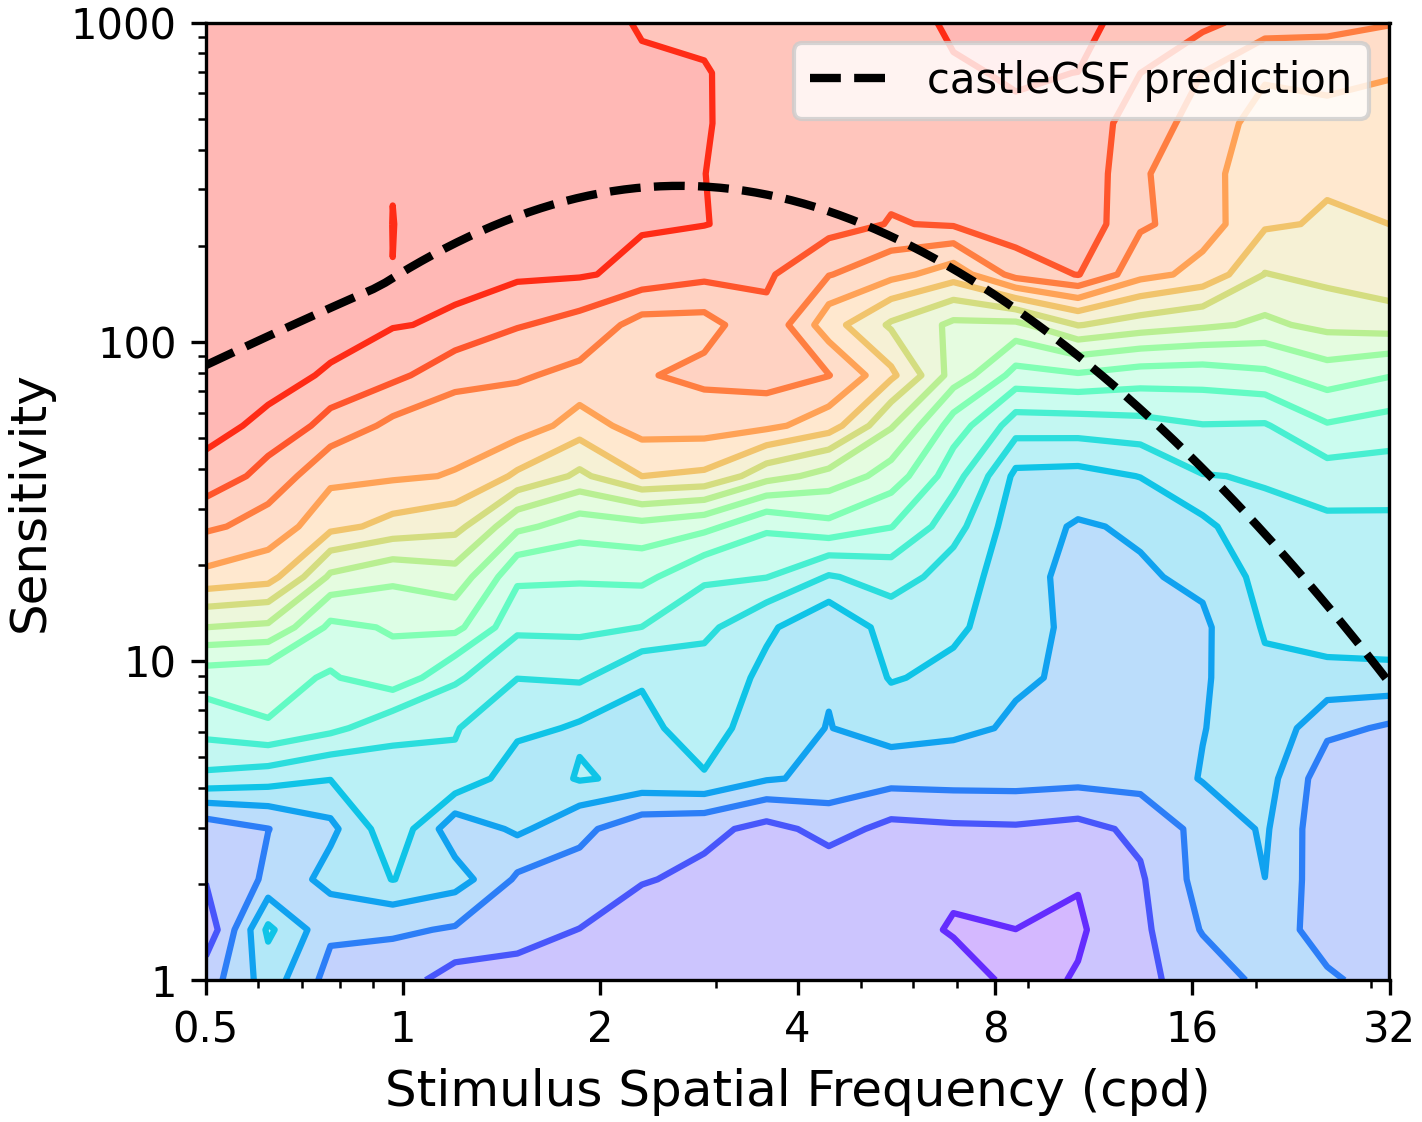 1000
castleCSF prediction
100
Sensitivity
10
1
0.5 1 2 4 8 16 32
Stimulus Spatial Frequency (cpd)